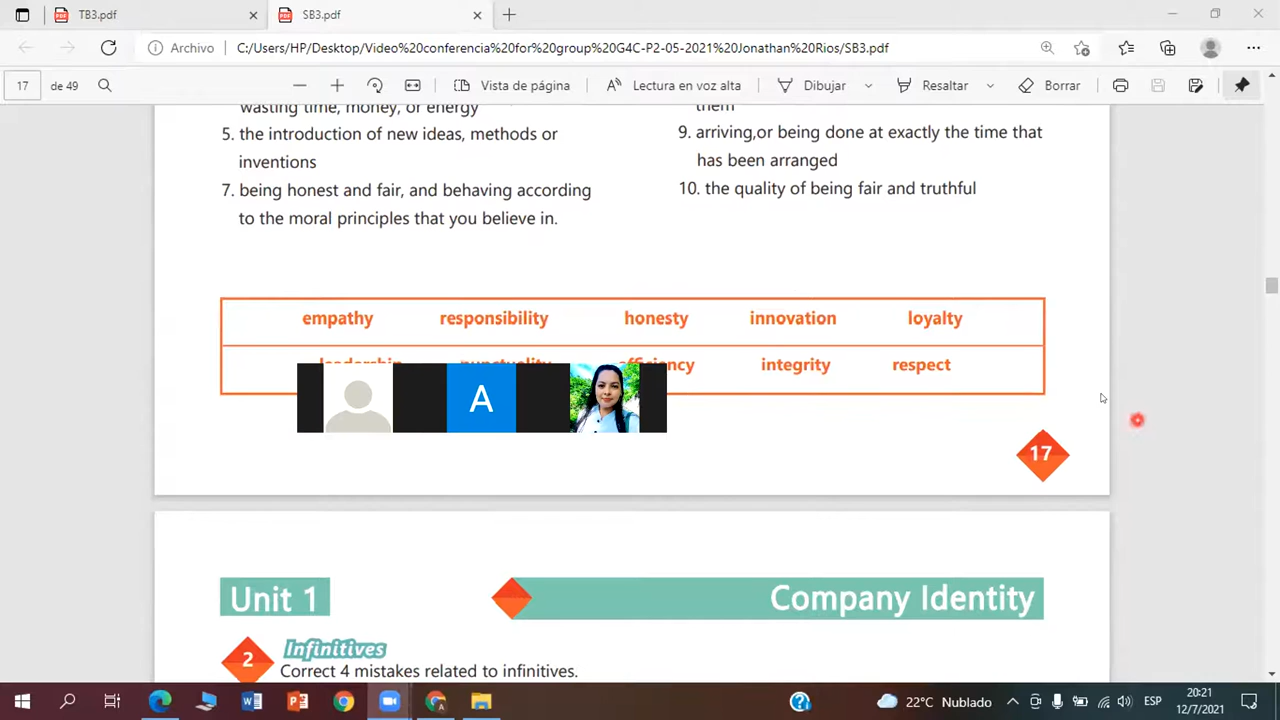 TB3.pdf
SB3.pdf
Archivo
C:/Users/HP/Desktop/Video%20conferencia%20for%20group%20G4C-P2-05-2021%20Jonathan%20Rios/SB3.pdf
17 de 49
Vista de página
Lectura en voz alta
Dibujar
Resaltar
Borrar
wasting time, money, or energy
5. the introduction of new ideas, methods or
inventions
7. being honest and fair, and behaving according
to the moral principles that you believe in.
them
9. arriving,or being done at exactly the time that
has been arranged
10. the quality of being fair and truthful
empathy responsibility honesty innovation loyalty
leadership punctuality efficiency integrity respect
A
17
Unit 1
Company Identity
2
Infinitives
Correct 4 mistakes related to infinitives.
22°C Nublado
ESP
20:21
12/7/2021